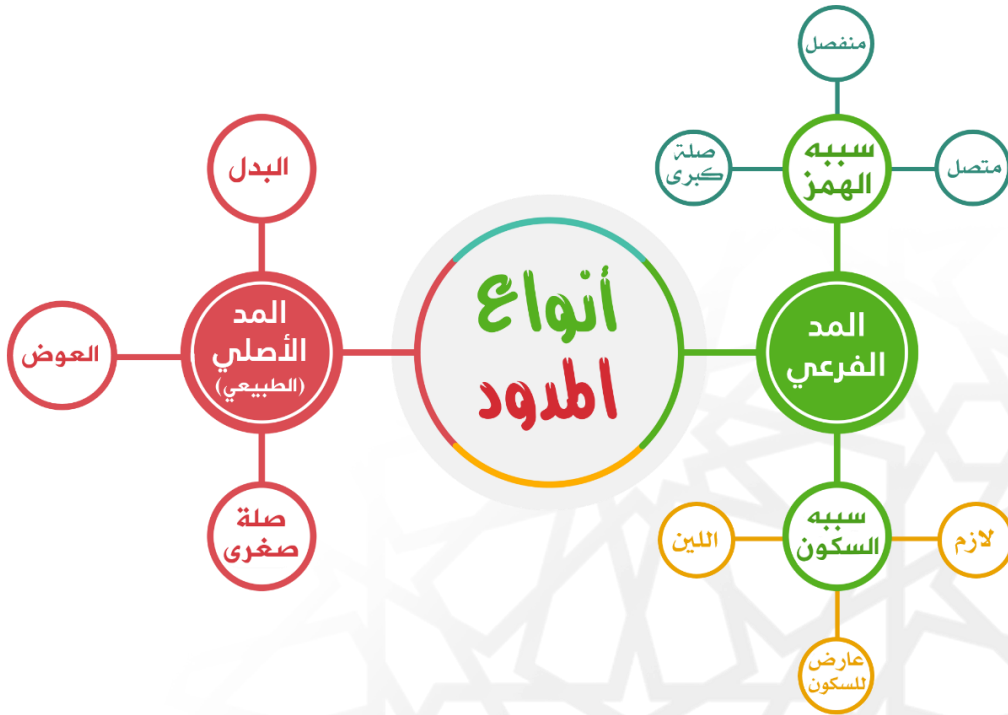 أنواع
المدود
المد
الفرعي
سببه
الهمز
منفصل
متصل
صلة
كبرى
سببه
السكون
لازم
اللين
عارض
للسكون
المد
الأصلي
(الطبيعي)
البدل
العوض
صلة
صغرى